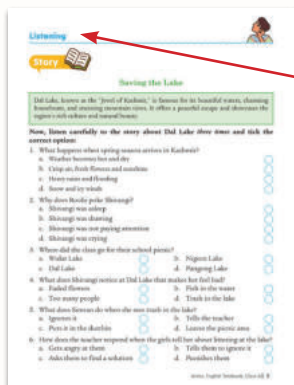 Listening
Story
Saving the Lake
Dal Lake, known as the "Jewel of Kashmir," is famous for its beautiful waters, charming
houseboats, and stunning mountain views. It offers a peaceful escape and showcases the
region's rich culture and natural beauty.
Now, listen carefully to the story about Dal Lake three times and tick the
correct option:
1. What happens when spring season arrives in Kashmir?
a. Weather becomes hot and dry
b. Crisp air, fresh flowers and sunshine
c. Heavy rains and flooding
d. Snow and icy winds
2. Why does Roohi poke Shivangi?
a. Shivangi was asleep
b. Shivangi was drawing
c. Shivangi was not paying attention
d. Shivangi was crying
3. Where did the class go for their school picnic?
a. Wular Lake b. Nigeen Lake
c. Dal Lake d. Pangong Lake
4. What does Shivangi notice at Dal Lake that makes her feel bad?
a. Faded flowers b. Fish in the water
c. Too many people d. Trash in the lake
5. What does Seerat do when she sees trash in the lake?
a. Ignores it b. Tells the teacher
c. Puts it in the dustbin d. Leaves the picnic area
6. How does the teacher respond when the girls tell her about littering at the lake?
a. Gets angry at them b. Tells them to ignore it
c. Asks them to find a solution d. Punishes them
English Textbook, Class